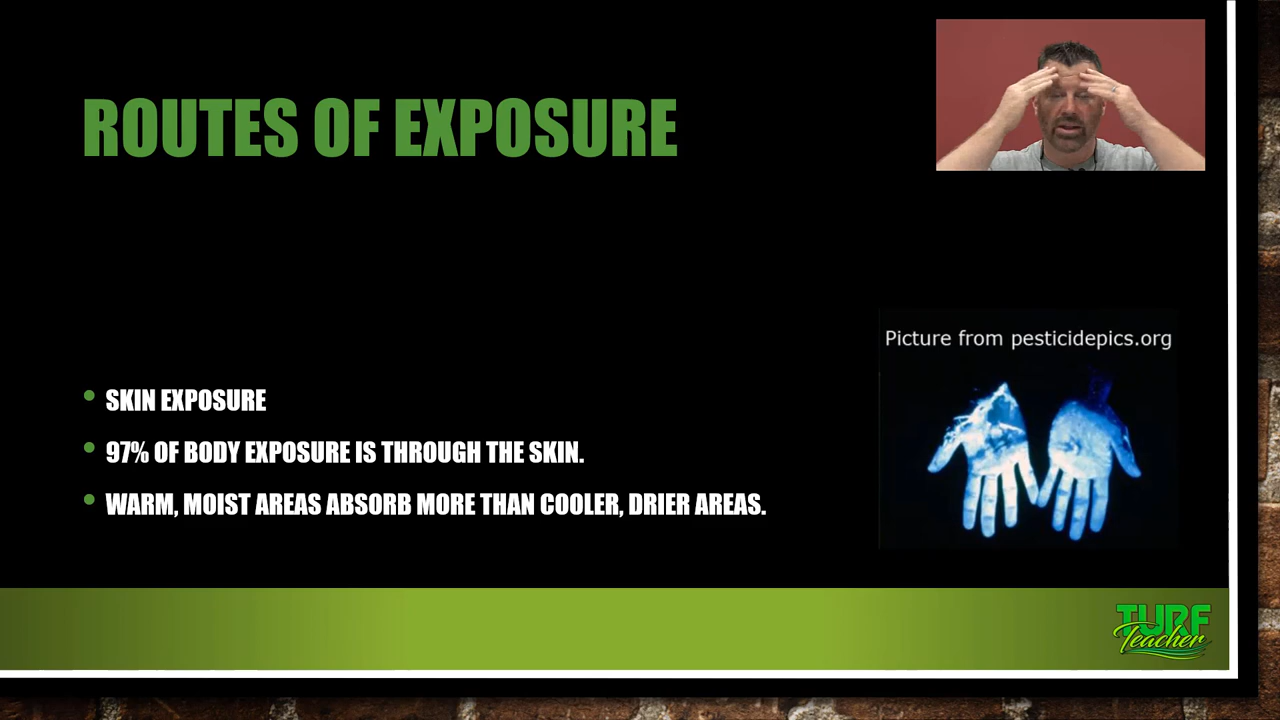 ROUTES OF EXPOSURE
Picture from pesticidepics.org
SKIN EXPOSURE
97% OF BODY EXPOSURE IS THROUGH THE SKIN.
WARM, MOIST AREAS ABSORB MORE THAN COOLER, DRIER AREAS.
TURF
Teacher